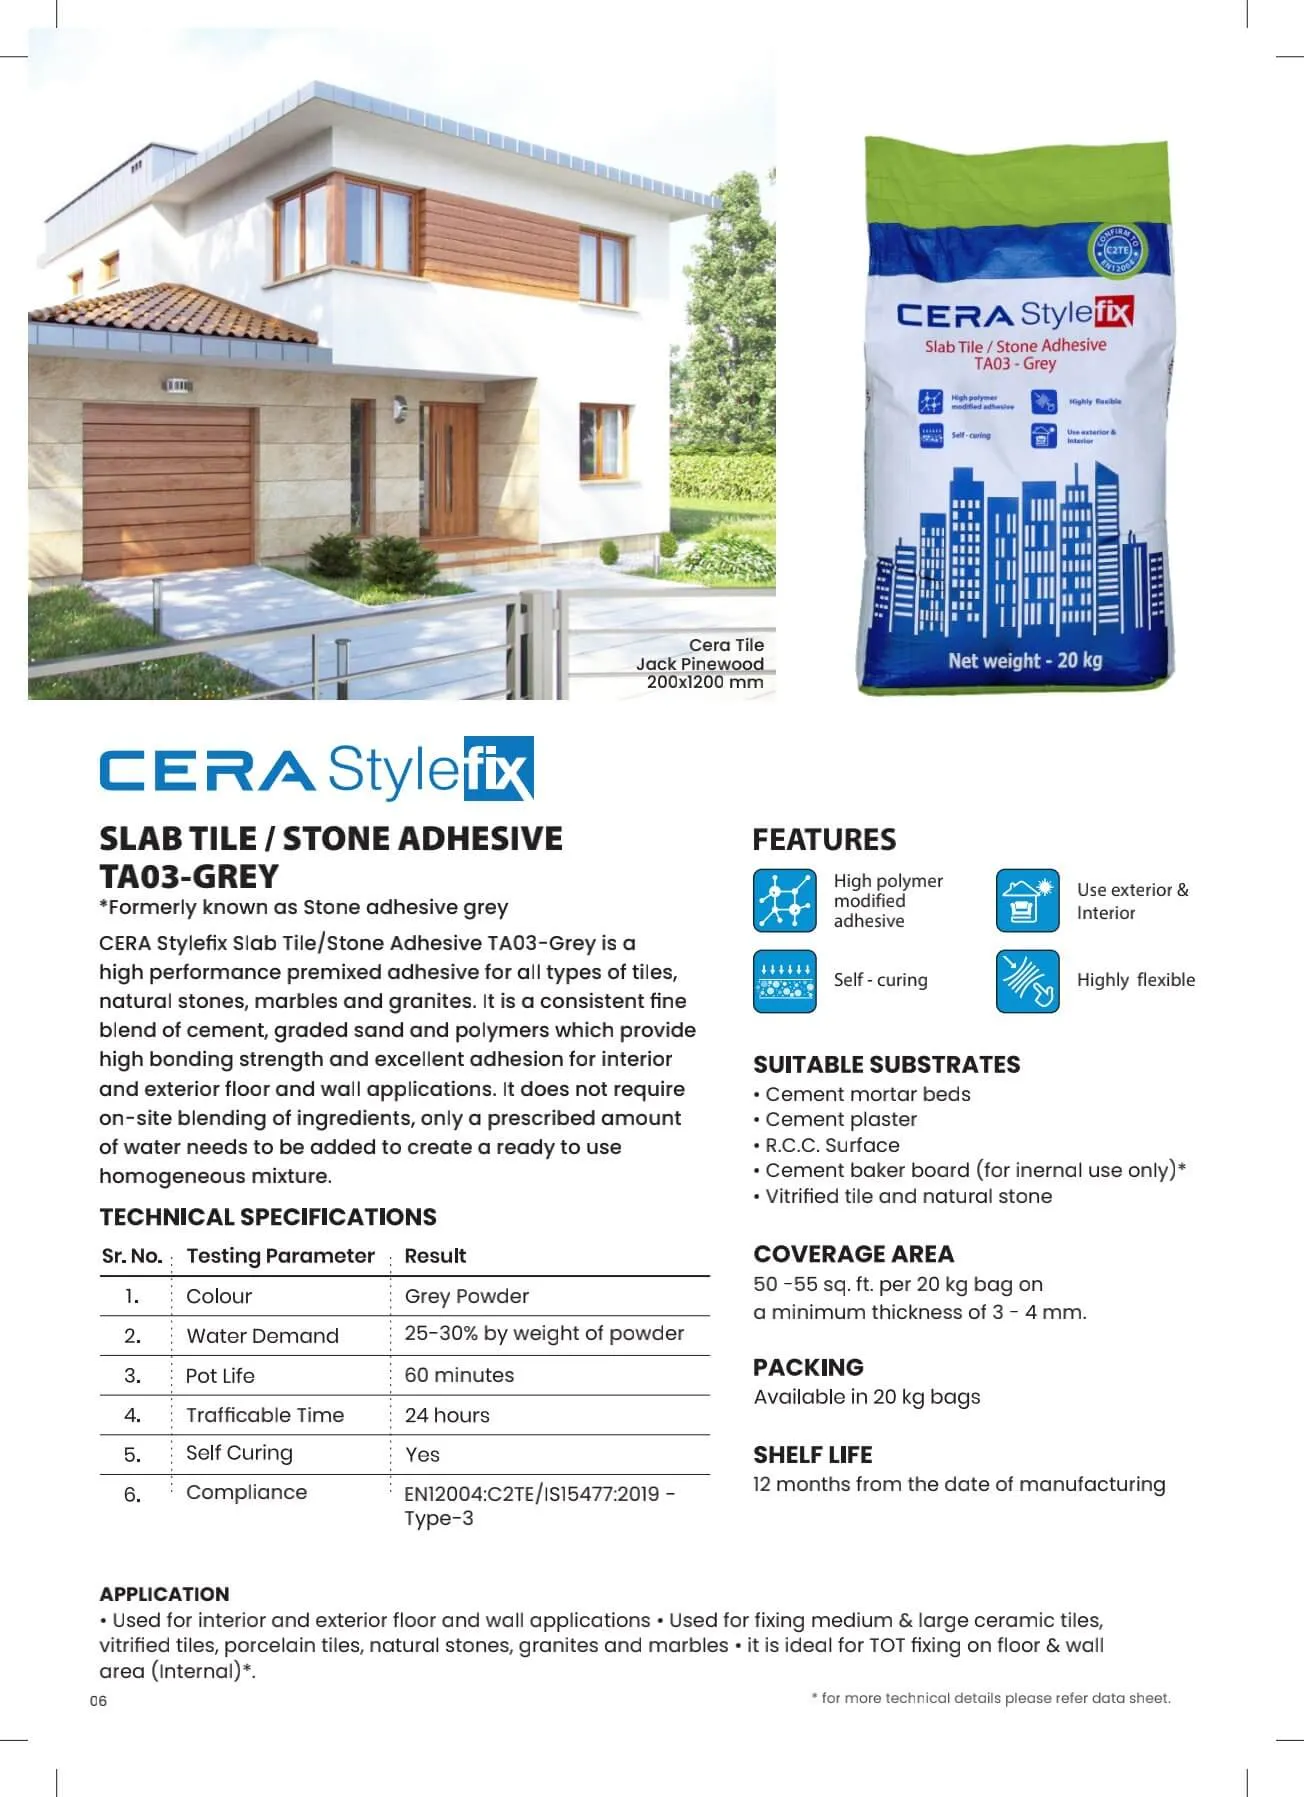 Cera Tile
Jack Pinewood
200x1200 mm
CONFIRM TO
C2TE
EN12004
CERA Stylefix
Slab Tile / Stone Adhesive
TA03 - Grey
High polymer
modified adhesive
Highly flexible
Self - curing
Use exterior &
Interior
Net weight - 20 kg
CERA Stylefix
SLAB TILE / STONE ADHESIVE
TA03-GREY
*Formerly known as Stone adhesive grey
CERA Stylefix Slab Tile/Stone Adhesive TA03-Grey is a
high performance premixed adhesive for all types of tiles,
natural stones, marbles and granites. It is a consistent fine
blend of cement, graded sand and polymers which provide
high bonding strength and excellent adhesion for interior
and exterior floor and wall applications. It does not require
on-site blending of ingredients, only a prescribed amount
of water needs to be added to create a ready to use
homogeneous mixture.
TECHNICAL SPECIFICATIONS
Sr. No. Testing Parameter Result
1. Colour Grey Powder
2. Water Demand 25-30% by weight of powder
3. Pot Life 60 minutes
4. Trafficable Time 24 hours
5. Self Curing Yes
6. Compliance EN12004:C2TE/IS15477:2019 -
Type-3
FEATURES
High polymer
modified
adhesive
Use exterior &
Interior
Self - curing
Highly flexible
SUITABLE SUBSTRATES
• Cement mortar beds
• Cement plaster
• R.C.C. Surface
• Cement baker board (for inernal use only)*
• Vitrified tile and natural stone
COVERAGE AREA
50 -55 sq. ft. per 20 kg bag on
a minimum thickness of 3 - 4 mm.
PACKING
Available in 20 kg bags
SHELF LIFE
12 months from the date of manufacturing
APPLICATION
• Used for interior and exterior floor and wall applications • Used for fixing medium & large ceramic tiles,
vitrified tiles, porcelain tiles, natural stones, granites and marbles • it is ideal for TOT fixing on floor & wall
area (Internal)*.
06
* for more technical details please refer data sheet.